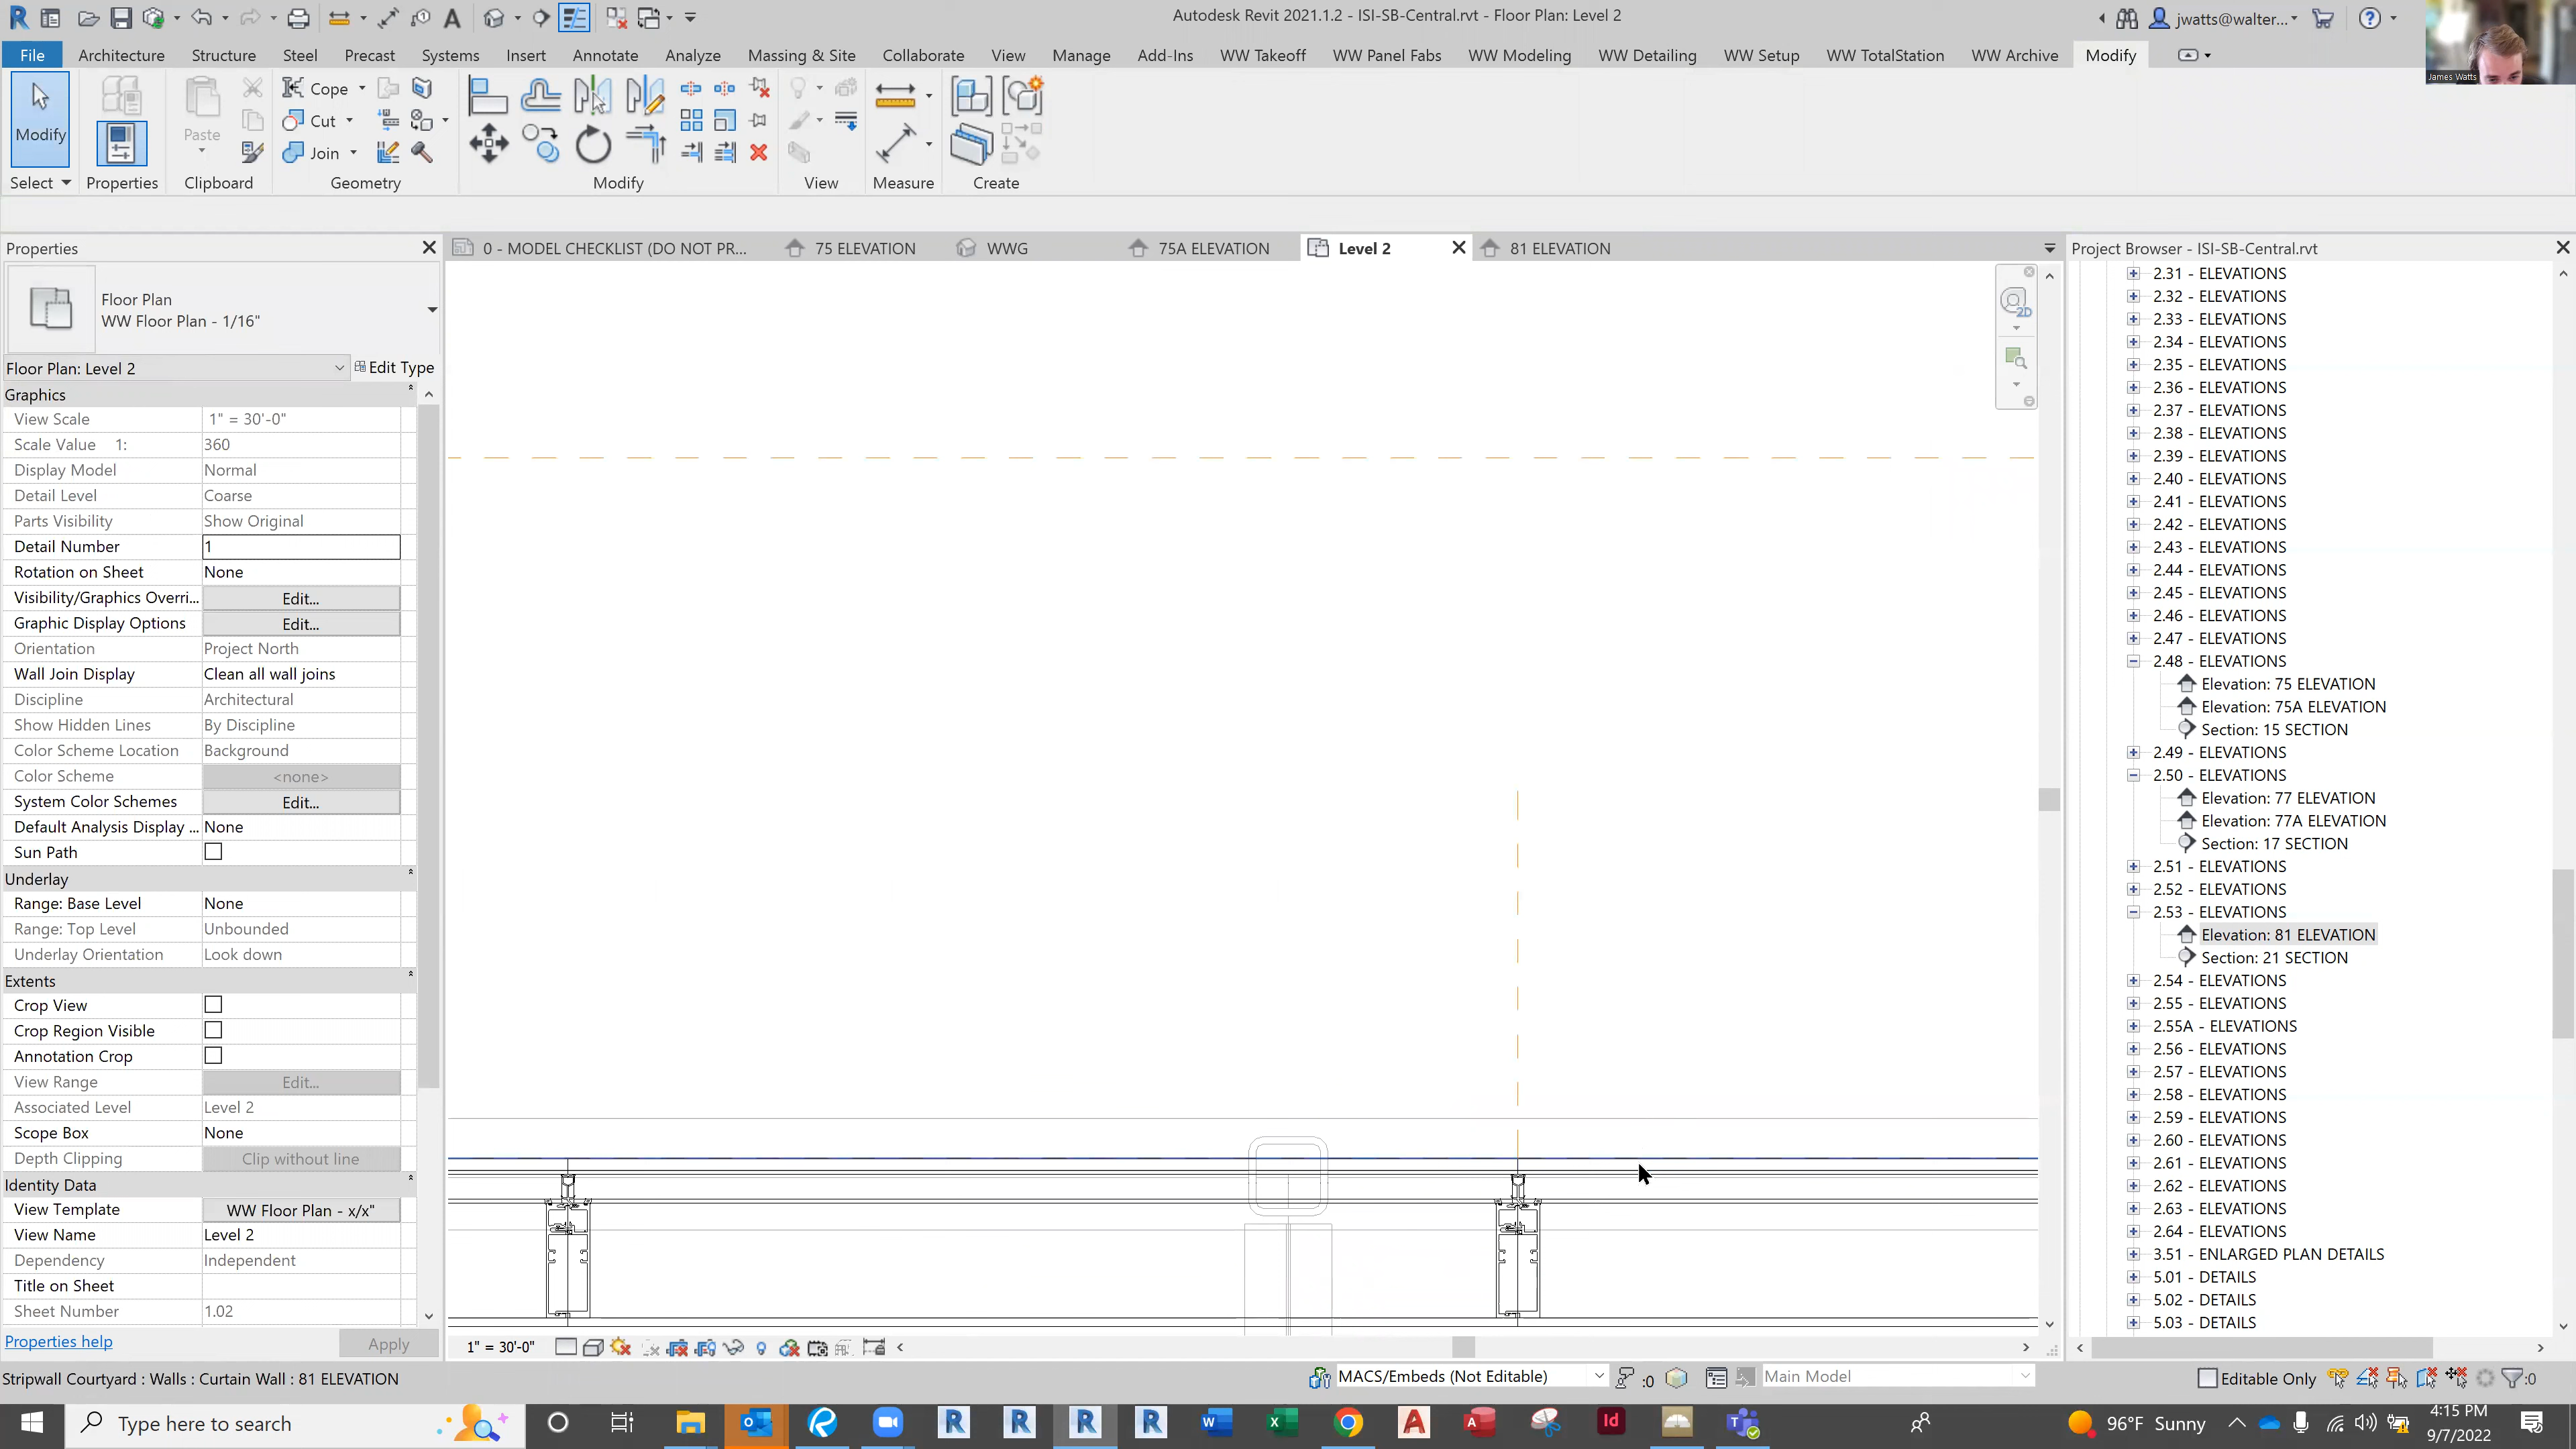 Autodesk Revit 2021.1.2 - ISI-SB-Central.rvt - Floor Plan: Level 2
jwatts@walter...
James Watts
File Architecture Structure Steel Precast Systems Insert Annotate Analyze Massing & Site Collaborate View Manage Add-Ins WW Takeoff WW Panel Fabs WW Modeling WW Detailing WW Setup WW TotalStation WW Archive Modify
Modify
Paste
Cope
Cut
Join
Select Properties Clipboard Geometry Modify View Measure Create
Properties
0 - MODEL CHECKLIST (DO NOT PR... 75 ELEVATION WWG 75A ELEVATION Level 2 81 ELEVATION
Project Browser - ISI-SB-Central.rvt
Floor Plan
WW Floor Plan - 1/16"
Floor Plan: Level 2 Edit Type
Graphics
View Scale 1" = 30'-0"
Scale Value 1: 360
Display Model Normal
Detail Level Coarse
Parts Visibility Show Original
Detail Number 1
Rotation on Sheet None
Visibility/Graphics Overri... Edit...
Graphic Display Options Edit...
Orientation Project North
Wall Join Display Clean all wall joins
Discipline Architectural
Show Hidden Lines By Discipline
Color Scheme Location Background
Color Scheme <none>
System Color Schemes Edit...
Default Analysis Display ... None
Sun Path
Underlay
Range: Base Level None
Range: Top Level Unbounded
Underlay Orientation Look down
Extents
Crop View
Crop Region Visible
Annotation Crop
View Range Edit...
Associated Level Level 2
Scope Box None
Depth Clipping Clip without line
Identity Data
View Template WW Floor Plan - x/x"
View Name Level 2
Dependency Independent
Title on Sheet
Sheet Number 1.02
Properties help Apply
2D
2.31 - ELEVATIONS
2.32 - ELEVATIONS
2.33 - ELEVATIONS
2.34 - ELEVATIONS
2.35 - ELEVATIONS
2.36 - ELEVATIONS
2.37 - ELEVATIONS
2.38 - ELEVATIONS
2.39 - ELEVATIONS
2.40 - ELEVATIONS
2.41 - ELEVATIONS
2.42 - ELEVATIONS
2.43 - ELEVATIONS
2.44 - ELEVATIONS
2.45 - ELEVATIONS
2.46 - ELEVATIONS
2.47 - ELEVATIONS
2.48 - ELEVATIONS
Elevation: 75 ELEVATION
Elevation: 75A ELEVATION
Section: 15 SECTION
2.49 - ELEVATIONS
2.50 - ELEVATIONS
Elevation: 77 ELEVATION
Elevation: 77A ELEVATION
Section: 17 SECTION
2.51 - ELEVATIONS
2.52 - ELEVATIONS
2.53 - ELEVATIONS
Elevation: 81 ELEVATION
Section: 21 SECTION
2.54 - ELEVATIONS
2.55 - ELEVATIONS
2.55A - ELEVATIONS
2.56 - ELEVATIONS
2.57 - ELEVATIONS
2.58 - ELEVATIONS
2.59 - ELEVATIONS
2.60 - ELEVATIONS
2.61 - ELEVATIONS
2.62 - ELEVATIONS
2.63 - ELEVATIONS
2.64 - ELEVATIONS
3.51 - ENLARGED PLAN DETAILS
5.01 - DETAILS
5.02 - DETAILS
5.03 - DETAILS
1" = 30'-0"
Stripwall Courtyard : Walls : Curtain Wall : 81 ELEVATION
MACS/Embeds (Not Editable) :0 Main Model Editable Only :0
Type here to search
96°F Sunny
4:15 PM
9/7/2022